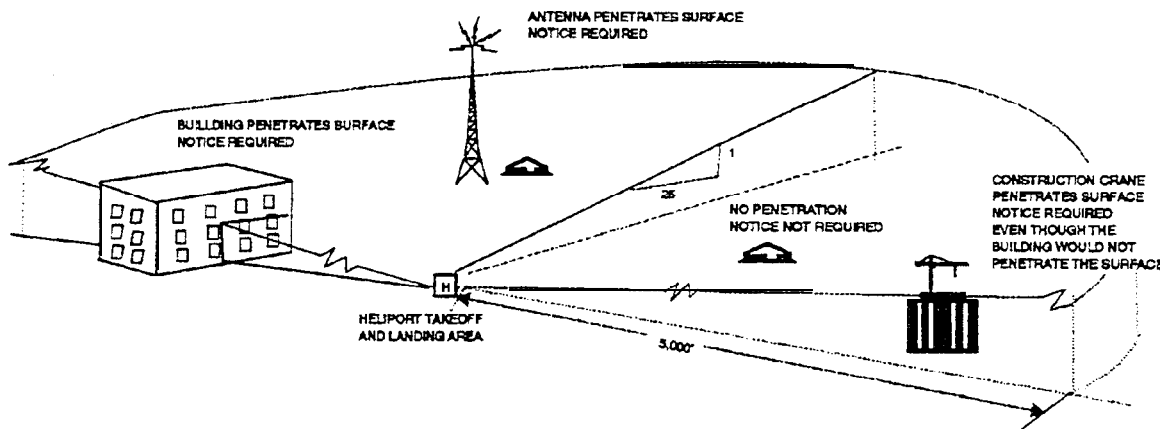 ANTENNA PENETRATES SURFACE
NOTICE REQUIRED
BUILLDING PENETRATES SURFACE
NOTICE REQUIRED
1
25
NO PENETRATION
NOTICE NOT REQUIRED
CONSTRUCTION CRANE
PENETRATES SURFACE
NOTICE REQUIRED
EVEN THOUGH THE
BUILDING WOULD NOT
PENETRATE THE SURFACE
H
HELIPORT TAKEOFF
AND LANDING AREA
5,000'